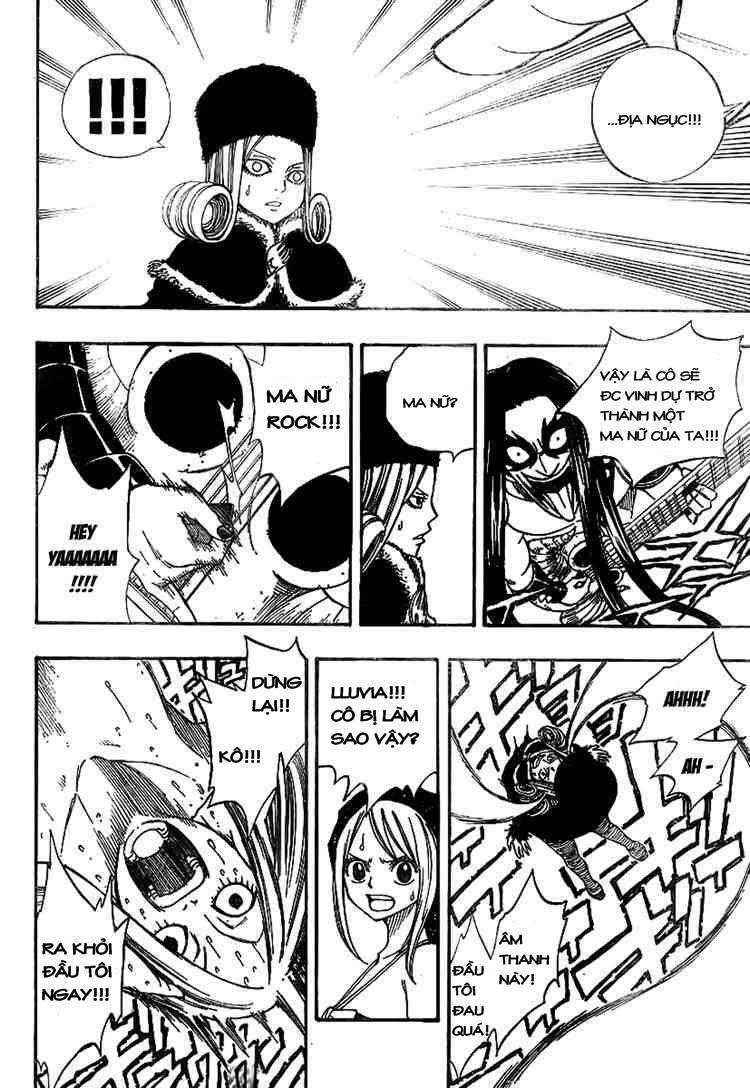 ...ĐỊA NGỤC!!!
!!!
VẬY LÀ CÔ SẼ
ĐC VINH DỰ TRỞ
THÀNH MỘT
MA NỮ CỦA TA!!!
MA NỮ?
MA NỮ
ROCK!!!
HEY
YAAAAAAA
!!!!
AHHH!
AH -
ÂM
THANH
NÀY!
ĐẦU
TÔI
ĐAU
QUÁ!
LLUVIA!!!
CÔ BỊ LÀM
SAO VẬY?
DỪNG
LẠI!!
KÔ!!!
RA KHỎI
ĐẦU TÔI
NGAY!!!